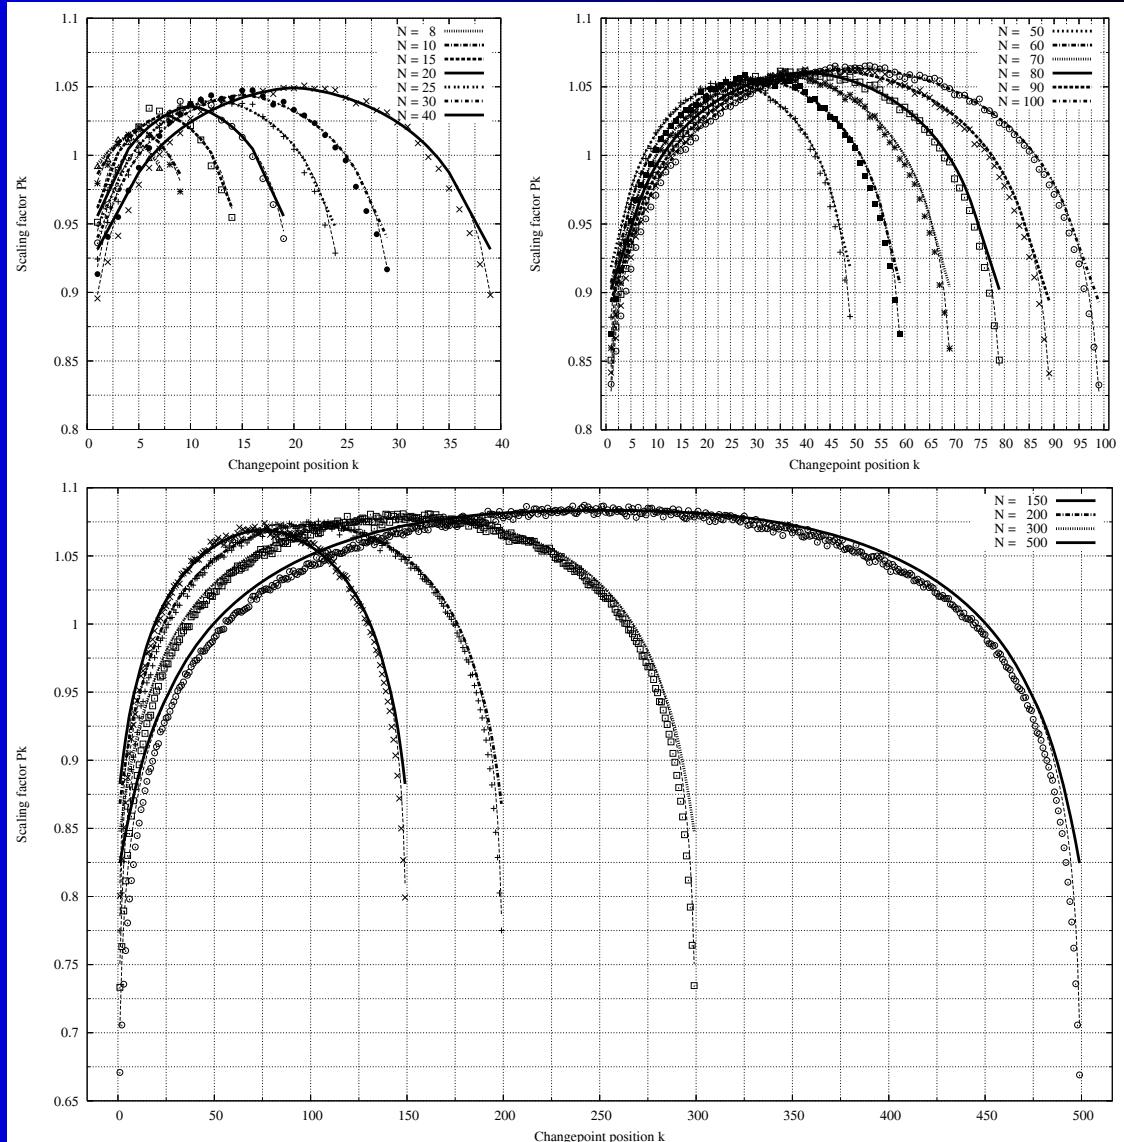 1.1
1.05
1
0.95
0.9
0.85
0.8
Scaling factor Pk
0 5 10 15 20 25 30 35 40
Changepoint position k
N = 8
N = 10
N = 15
N = 20
N = 25
N = 30
N = 40
1.1
1.05
1
0.95
0.9
0.85
0.8
Scaling factor Pk
0 5 10 15 20 25 30 35 40 45 50 55 60 65 70 75 80 85 90 95 100
Changepoint position k
N = 50
N = 60
N = 70
N = 80
N = 90
N = 100
1.1
1.05
1
0.95
0.9
0.85
0.8
0.75
0.7
0.65
Scaling factor Pk
0 50 100 150 200 250 300 350 400 450 500
Changepoint position k
N = 150
N = 200
N = 300
N = 500